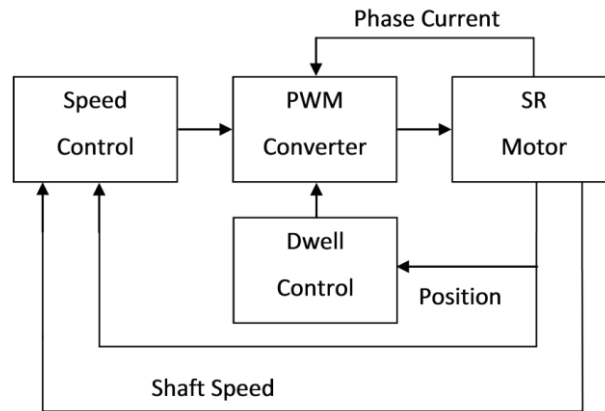 Phase Current
Speed
Control
PWM
Converter
SR
Motor
Dwell
Control
Position
Shaft Speed